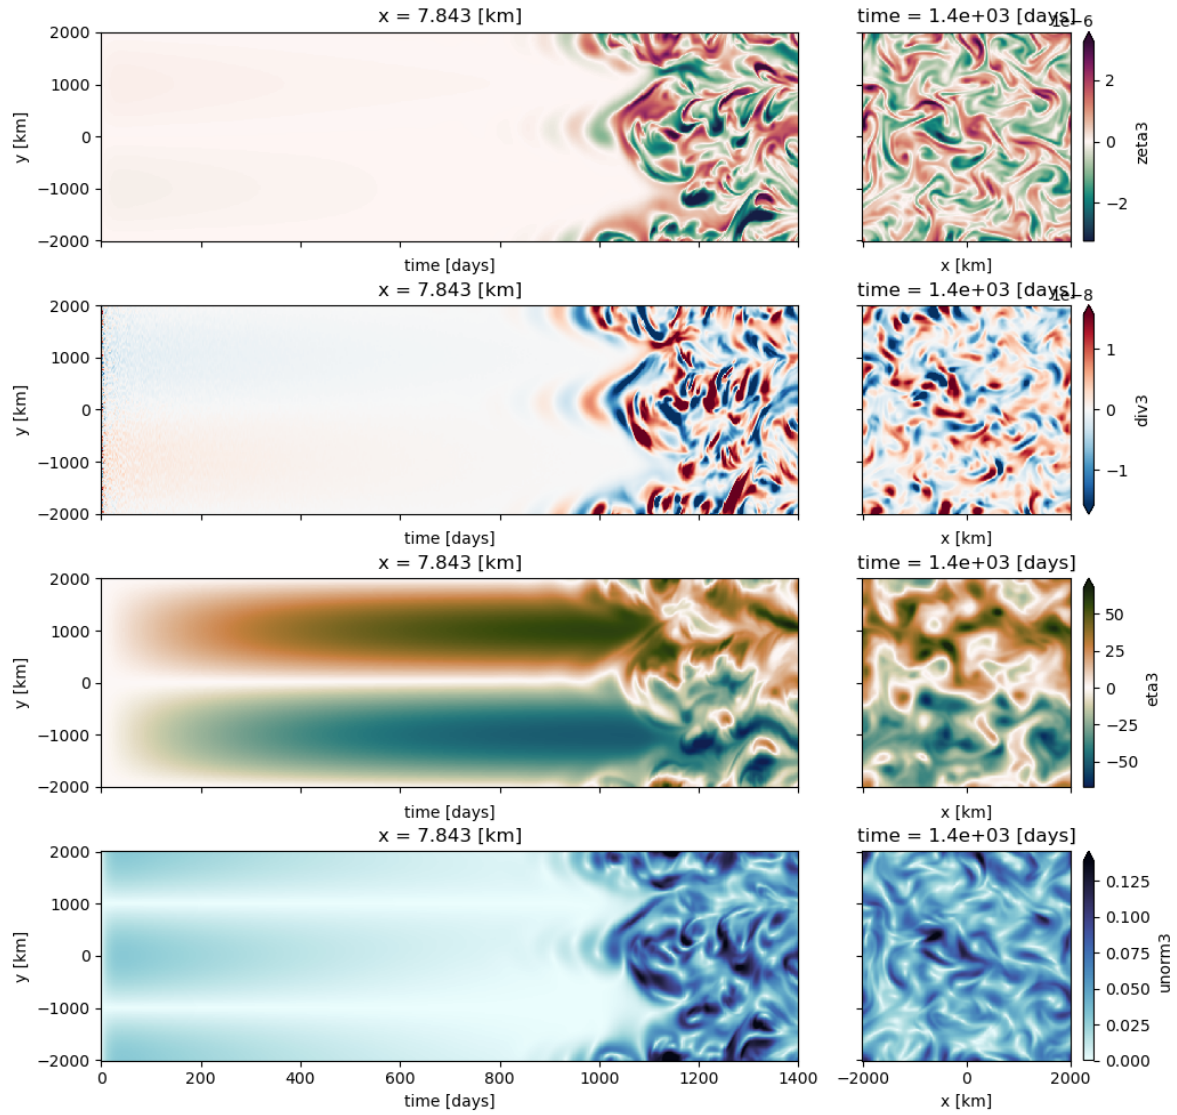 x = 7.843 [km]
time = 1.4e+03 [days]
1e−6
2000
1000
0
−1000
−2000
y [km]
time [days]
x [km]
2
0
−2
zeta3
x = 7.843 [km]
time = 1.4e+03 [days]
1e−8
2000
1000
0
−1000
−2000
y [km]
time [days]
x [km]
1
0
−1
div3
x = 7.843 [km]
time = 1.4e+03 [days]
2000
1000
0
−1000
−2000
y [km]
time [days]
x [km]
50
25
0
−25
−50
eta3
x = 7.843 [km]
time = 1.4e+03 [days]
2000
1000
0
−1000
−2000
y [km]
0 200 400 600 800 1000 1200 1400
time [days]
−2000 0 2000
x [km]
0.125
0.100
0.075
0.050
0.025
0.000
unorm3